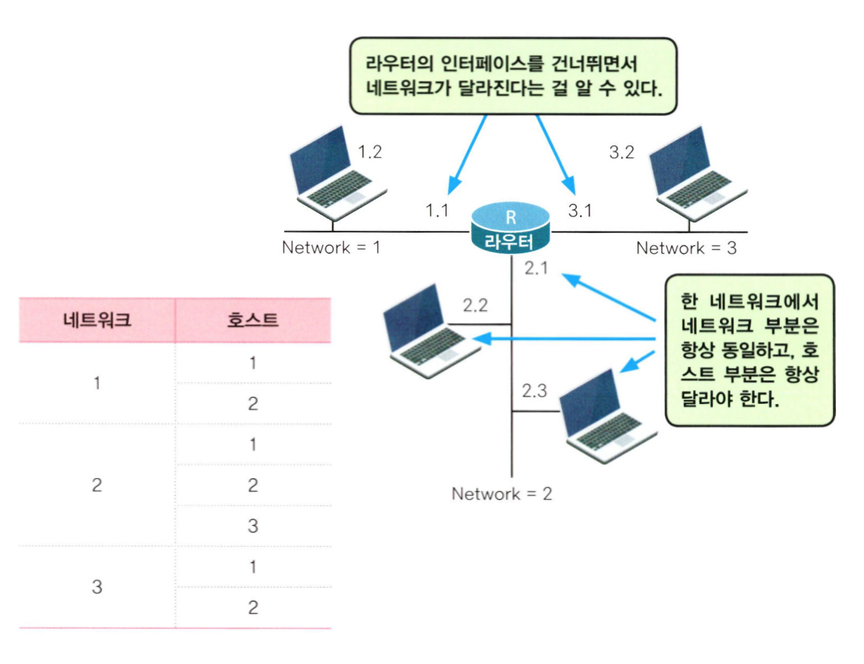 라우터의 인터페이스를 건너뛰면서
네트워크가 달라진다는 걸 알 수 있다.
1.2
3.2
1.1
R
라우터
3.1
Network = 1
Network = 3
2.1
2.2
2.3
Network = 2
한 네트워크에서
네트워크 부분은
항상 동일하고, 호
스트 부분은 항상
달라야 한다.
네트워크 호스트
1 1
2
2 1
2
3
3 1
2